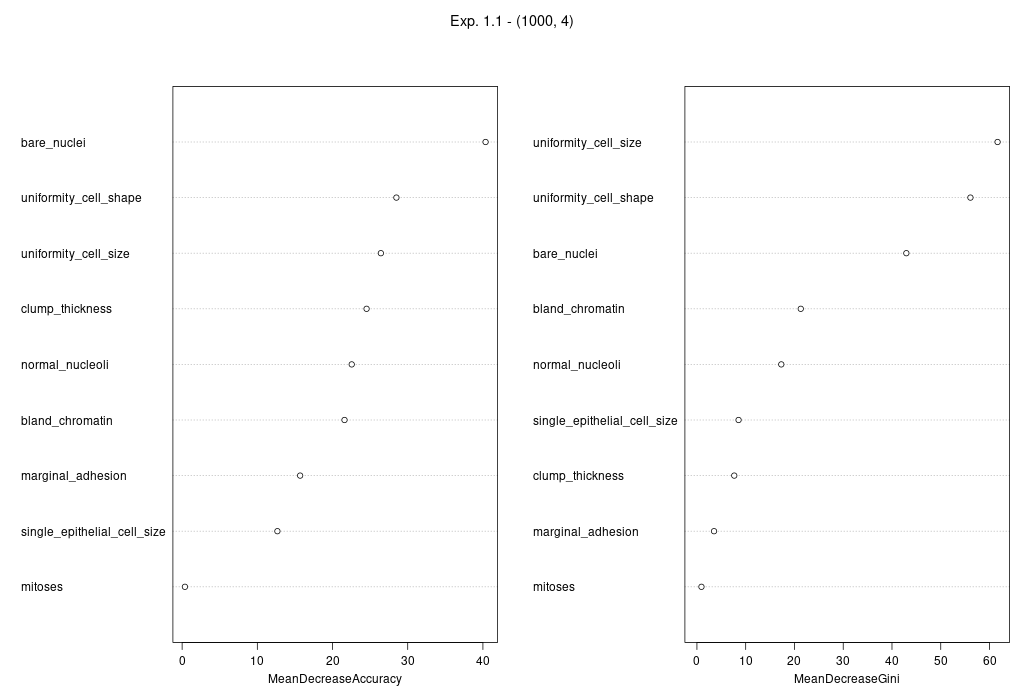 Exp. 1.1 - (1000, 4)
bare_nuclei
uniformity_cell_shape
uniformity_cell_size
clump_thickness
normal_nucleoli
bland_chromatin
marginal_adhesion
single_epithelial_cell_size
mitoses
0 10 20 30 40
MeanDecreaseAccuracy
uniformity_cell_size
uniformity_cell_shape
bare_nuclei
bland_chromatin
normal_nucleoli
single_epithelial_cell_size
clump_thickness
marginal_adhesion
mitoses
0 10 20 30 40 50 60
MeanDecreaseGini